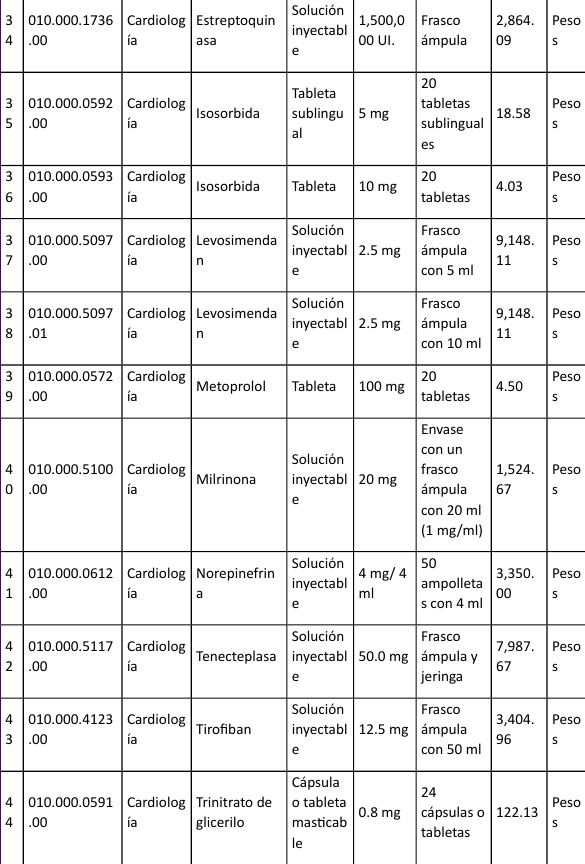 34 010.000.1736.00 Cardiología Estreptoquinasa Solución inyectable 1,500,000 UI. Frasco ámpula 2,864.09 Pesos
35 010.000.0592.00 Cardiología Isosorbida Tableta sublingual 5 mg 20 tabletas sublinguales 18.58 Pesos
36 010.000.0593.00 Cardiología Isosorbida Tableta 10 mg 20 tabletas 4.03 Pesos
37 010.000.5097.00 Cardiología Levosimendan Solución inyectable 2.5 mg Frasco ámpula con 5 ml 9,148.11 Pesos
38 010.000.5097.01 Cardiología Levosimendan Solución inyectable 2.5 mg Frasco ámpula con 10 ml 9,148.11 Pesos
39 010.000.0572.00 Cardiología Metoprolol Tableta 100 mg 20 tabletas 4.50 Pesos
40 010.000.5100.00 Cardiología Milrinona Solución inyectable 20 mg Envase con un frasco ámpula con 20 ml (1 mg/ml) 1,524.67 Pesos
41 010.000.0612.00 Cardiología Norepinefrina Solución inyectable 4 mg/ 4 ml 50 ampolletas con 4 ml 3,350.00 Pesos
42 010.000.5117.00 Cardiología Tenecteplasa Solución inyectable 50.0 mg Frasco ámpula y jeringa 7,987.67 Pesos
43 010.000.4123.00 Cardiología Tirofiban Solución inyectable 12.5 mg Frasco ámpula con 50 ml 3,404.96 Pesos
44 010.000.0591.00 Cardiología Trinitrato de glicerilo Cápsula o tableta masticable 0.8 mg 24 cápsulas o tabletas 122.13 Pesos